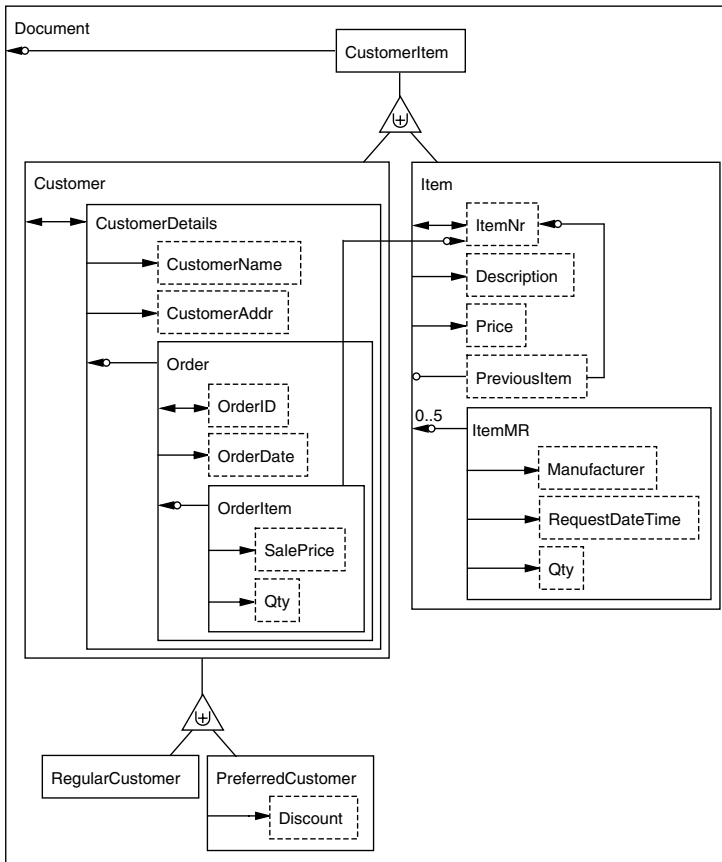 Document
CustomerItem
Customer
CustomerDetails
CustomerName
CustomerAddr
Order
OrderID
OrderDate
OrderItem
SalePrice
Qty
Item
ItemNr
Description
Price
PreviousItem
0..5
ItemMR
Manufacturer
RequestDateTime
Qty
RegularCustomer
PreferredCustomer
Discount